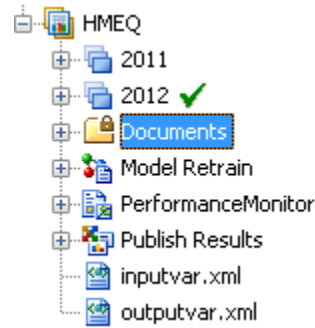 HMEQ
2011
2012
Documents
Model Retrain
PerformanceMonitor
Publish Results
inputvar.xml
outputvar.xml